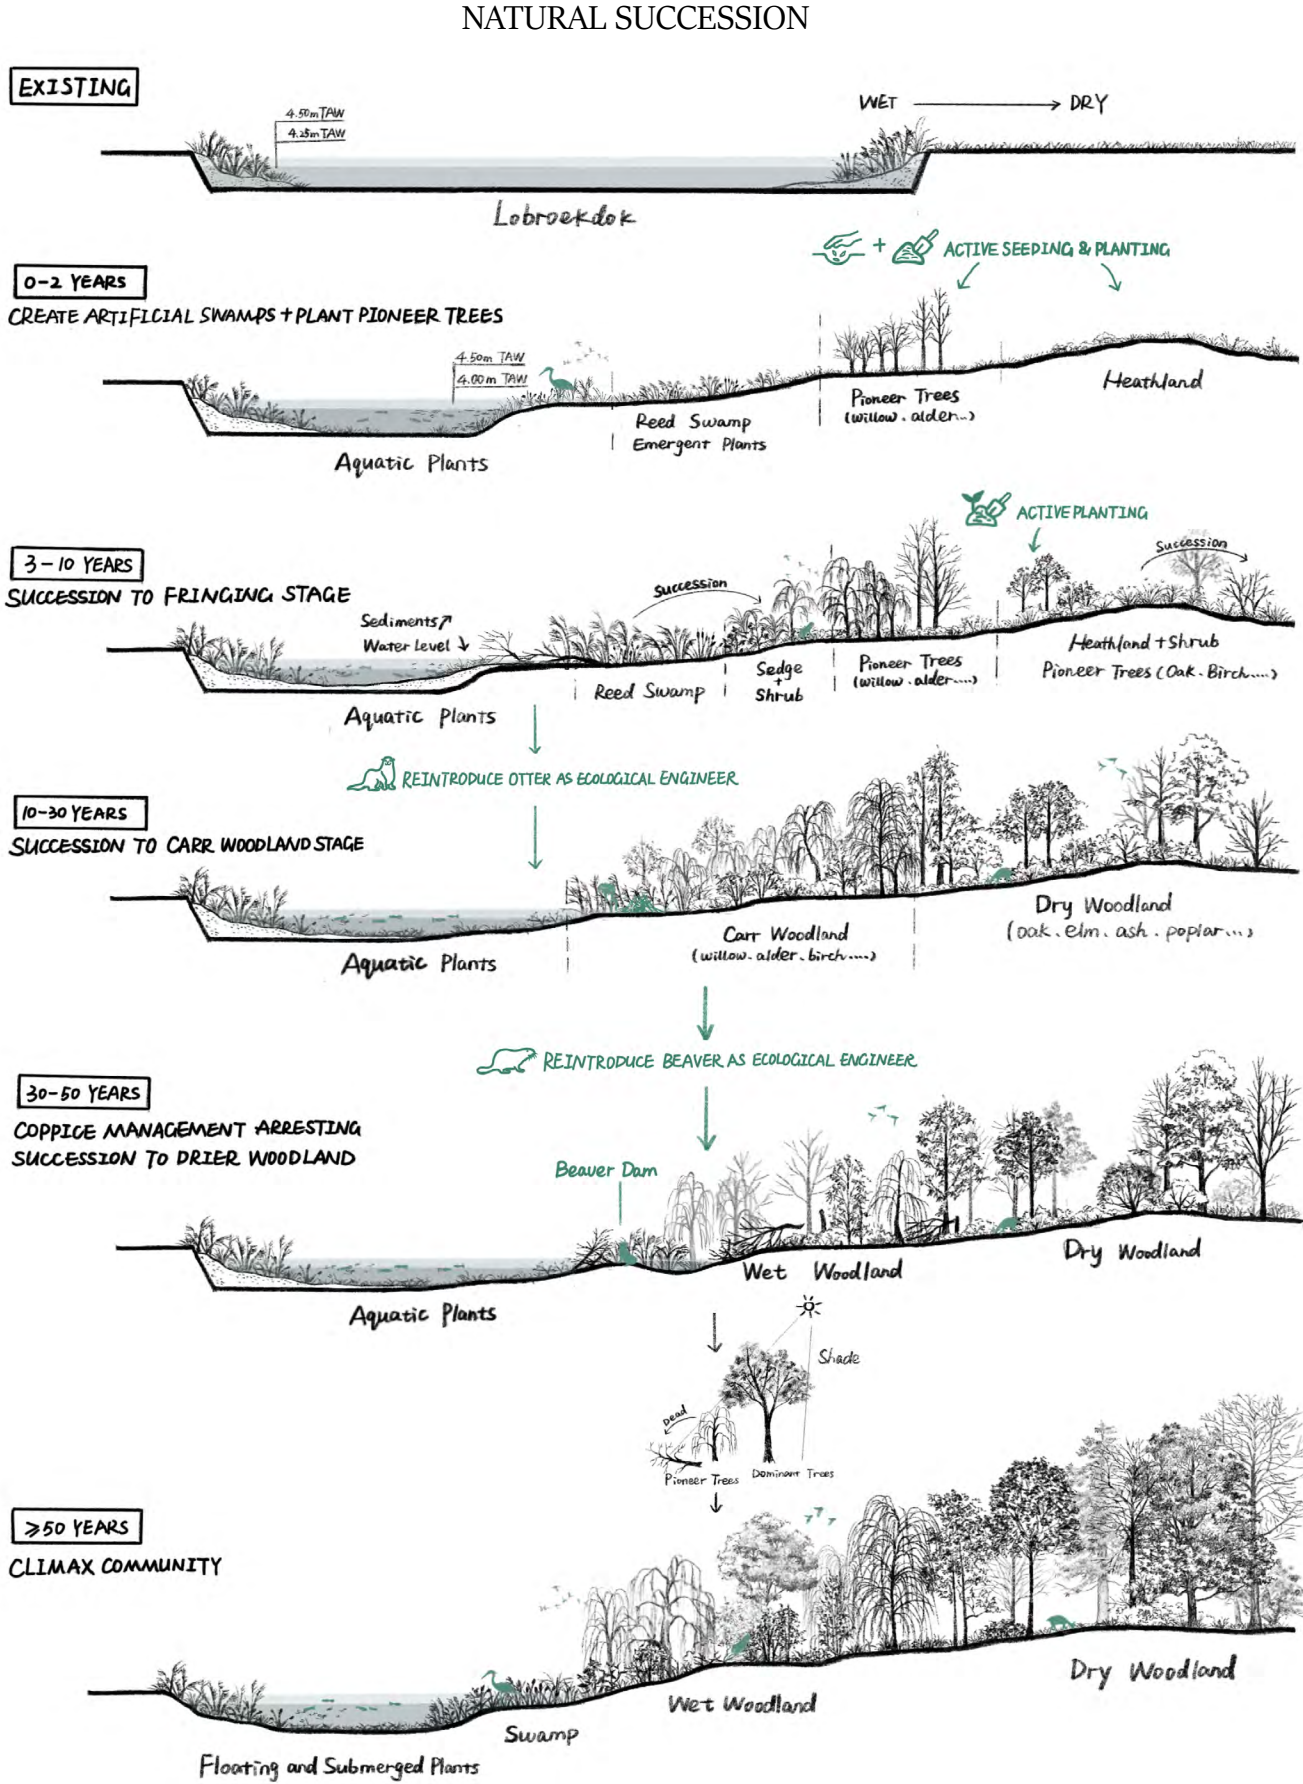 NATURAL SUCCESSION
EXISTING
4.50m TAW
4.25m TAW
WET → DRY
Lobroekdok
+ ACTIVE SEEDING & PLANTING
0-2 YEARS
CREATE ARTIFICIAL SWAMPS + PLANT PIONEER TREES
4.50m TAW
4.00m TAW
Aquatic Plants
Reed Swamp
Emergent Plants
Pioneer Trees
(willow.alder...)
Heathland
ACTIVE PLANTING
3-10 YEARS
SUCCESSION TO FRINGING STAGE
Sediments↗
Water Level ↓
Succession
Succession
Aquatic Plants
Reed Swamp
Sedge
+
Shrub
Pioneer Trees
(willow.alder....)
Heathland + Shrub
Pioneer Trees (Oak.Birch....)
REINTRODUCE OTTER AS ECOLOGICAL ENGINEER
10-30 YEARS
SUCCESSION TO CARR WOODLAND STAGE
Aquatic Plants
Carr Woodland
(willow.alder.birch....)
Dry Woodland
(oak.elm.ash.poplar...)
REINTRODUCE BEAVER AS ECOLOGICAL ENGINEER
30-50 YEARS
COPPICE MANAGEMENT ARRESTING
SUCCESSION TO DRIER WOODLAND
Beaver Dam
Aquatic Plants
Wet Woodland
Dry Woodland
Shade
Dead
Pioneer Trees
Dominant Trees
≥50 YEARS
CLIMAX COMMUNITY
Floating and Submerged Plants
Swamp
Wet Woodland
Dry Woodland